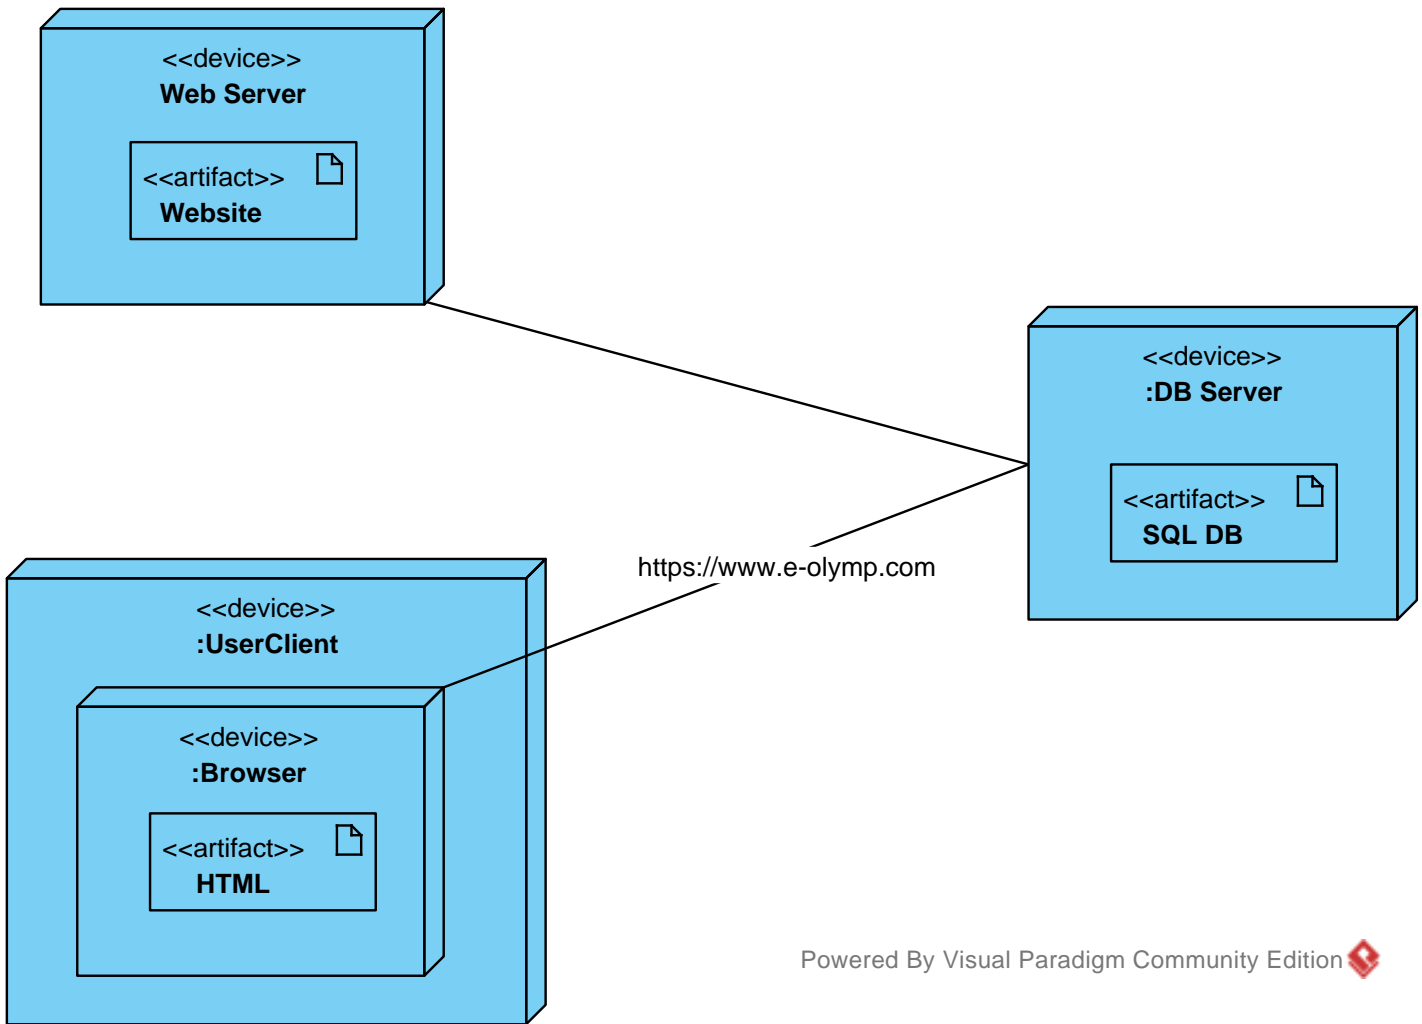 <<device>>
Web Server
<<artifact>>
Website
<<device>>
:DB Server
<<artifact>>
SQL DB
https://www.e-olymp.com
<<device>>
:UserClient
<<device>>
:Browser
<<artifact>>
HTML
Powered By Visual Paradigm Community Edition